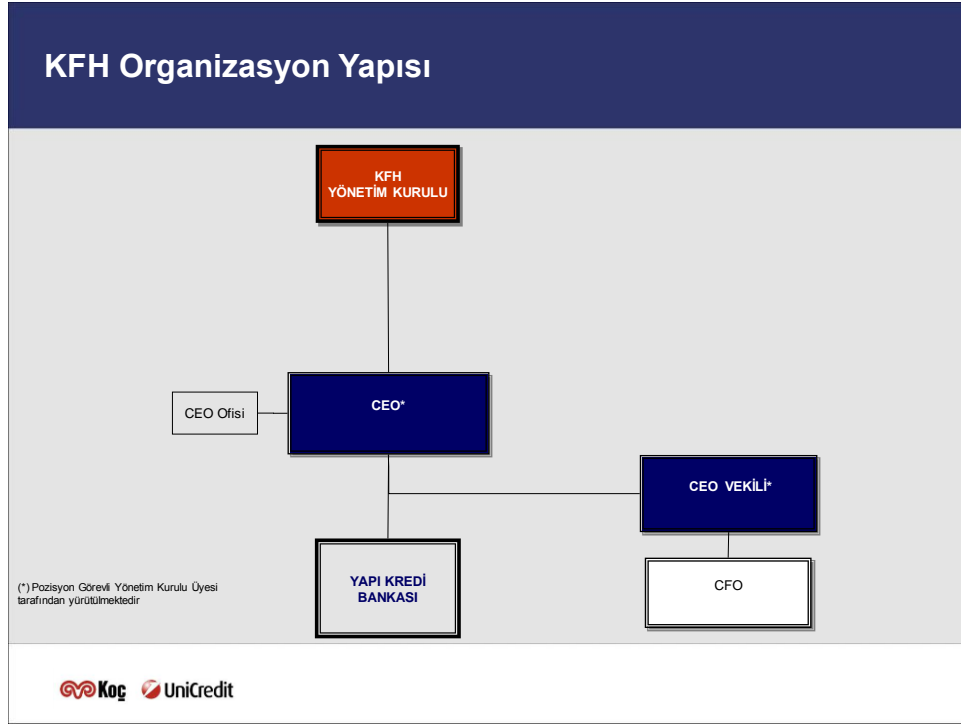 KFH Organizasyon Yapısı
KFH
YÖNETİM KURULU
CEO Ofisi
CEO*
CEO VEKİLİ*
YAPI KREDİ
BANKASI
CFO
(*) Pozisyon Görevli Yönetim Kurulu Üyesi
tarafından yürütülmektedir
Koç UniCredit